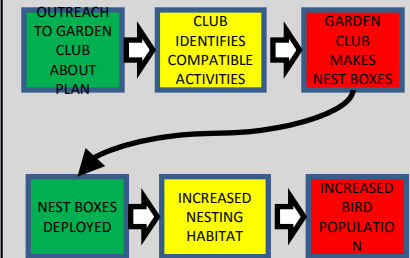 OUTREACH
TO GARDEN
CLUB
ABOUT
PLAN
CLUB
IDENTIFIES
COMPATIBLE
ACTIVITIES
GARDEN
CLUB
MAKES
NEST BOXES
NEST BOXES
DEPLOYED
INCREASED
NESTING
HABITAT
INCREASED
BIRD
POPULATIO
N